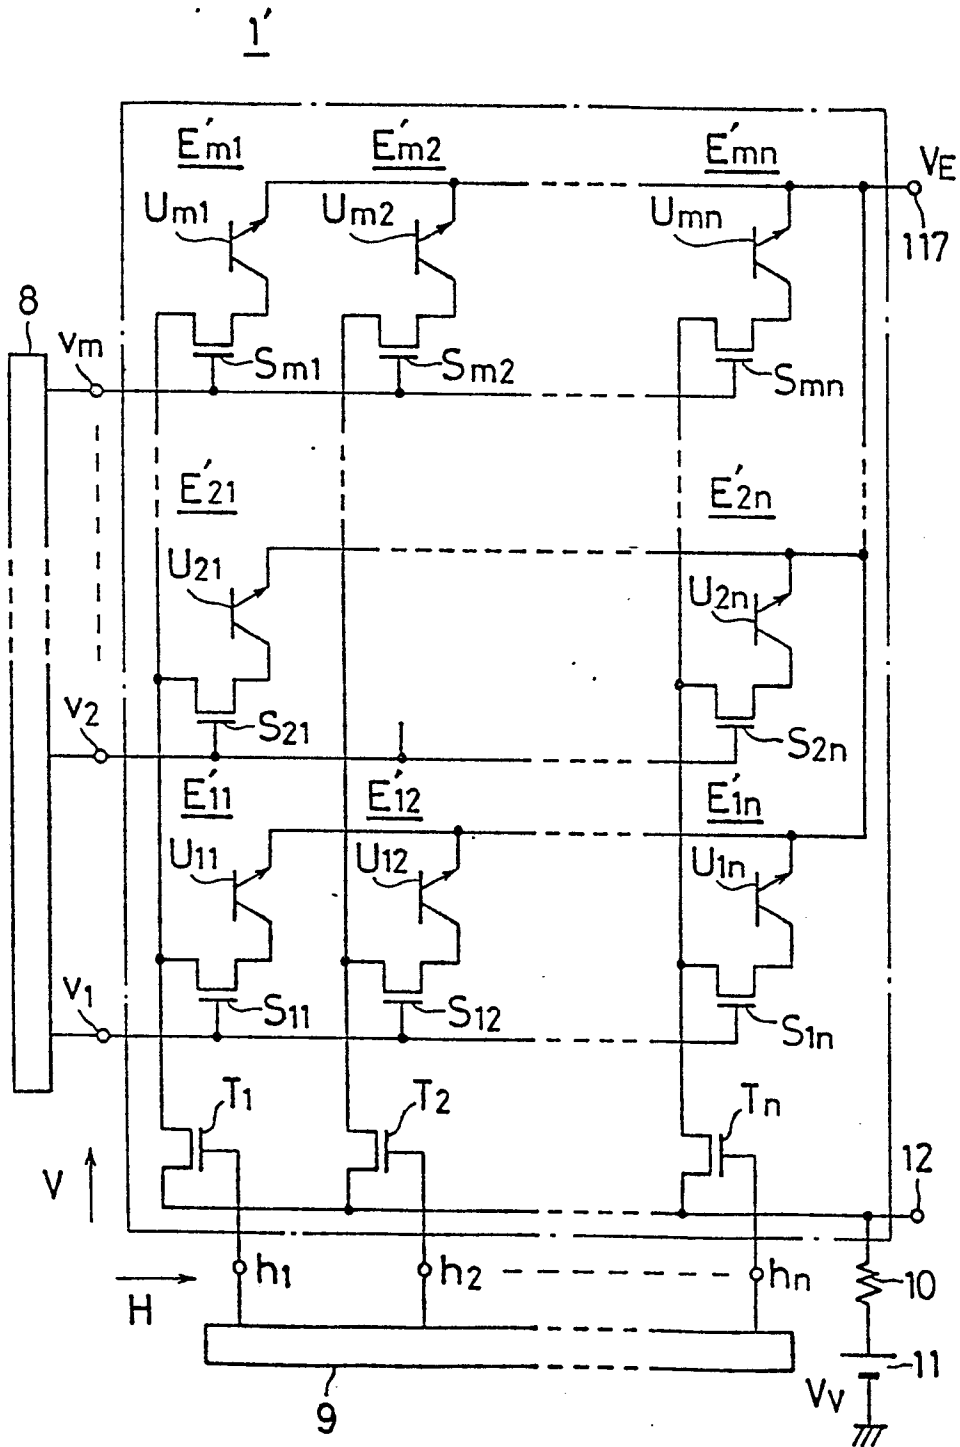 1'
E'm1 E'm2 E'mn
VE
Um1 Um2 Umn
117
8
vm
Sm1 Sm2 Smn
E'21 E'2n
U21 U2n
v2
S21 S2n
E'11 E'12 E'1n
U11 U12 U1n
v1
S11 S12 S1n
T1 T2 Tn
V
12
h1 h2 hn
H
10
11
Vv
9